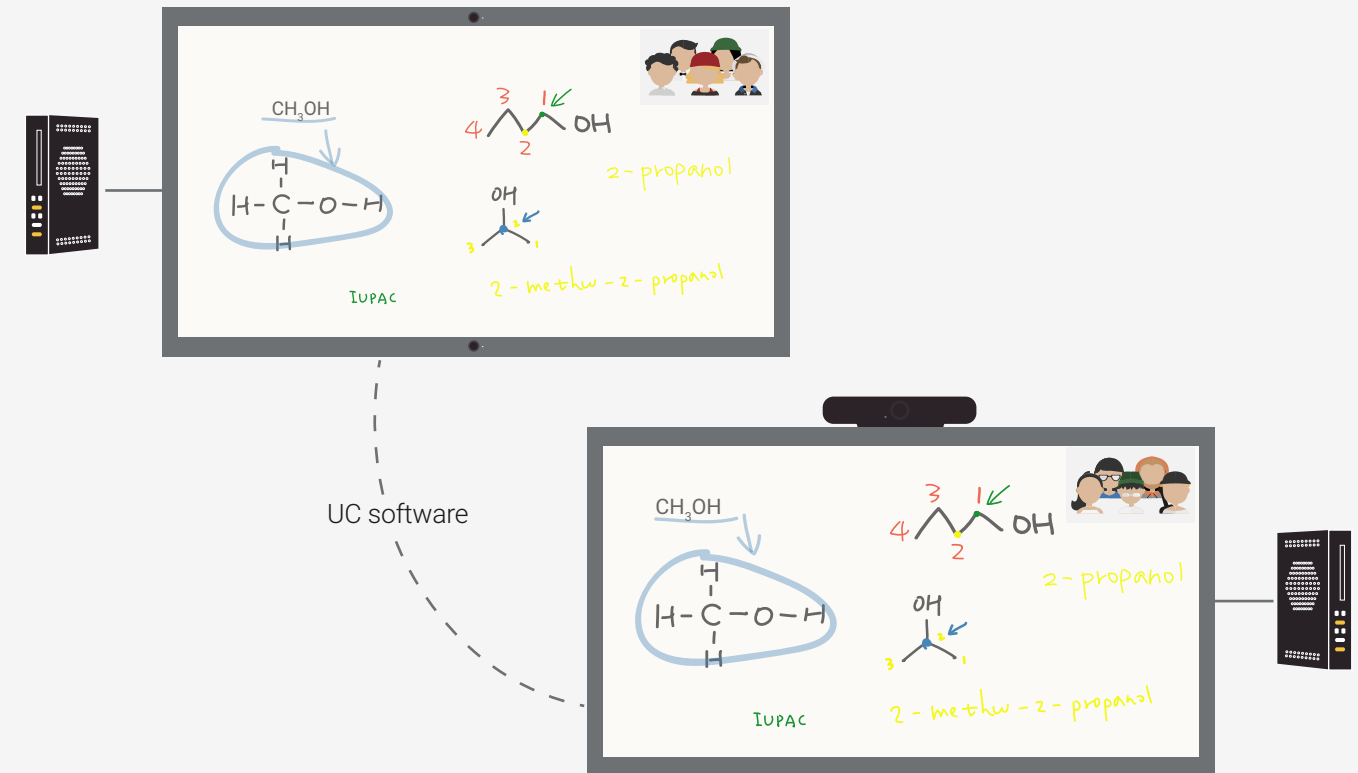 CH3OH
3 1
4 2 OH
2-propanol
H
H-C-O-H
H
OH
2
3 1
2-methw-2-propanol
IUPAC
UC software
CH3OH
3 1
4 2 OH
2-propanol
H
H-C-O-H
H
OH
2
3 1
2-methw-2-propanol
IUPAC